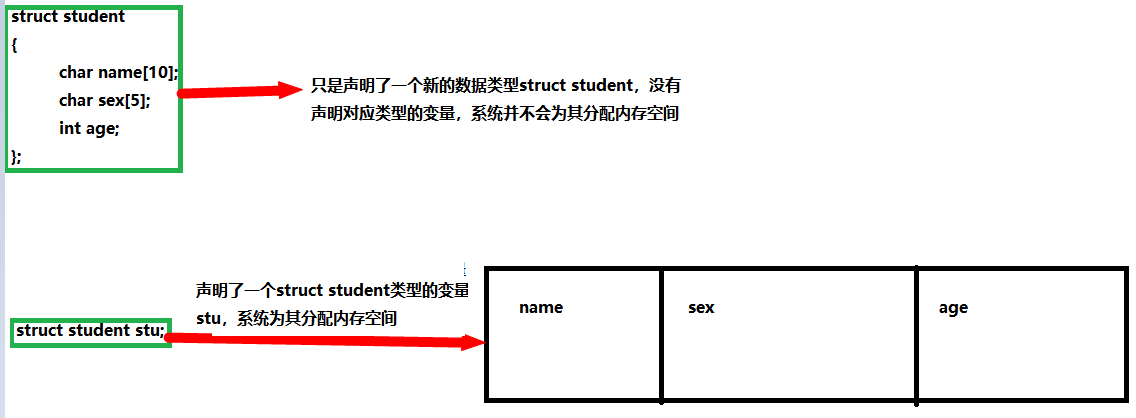 struct student
{
char name[10];
char sex[5];
int age;
};
只是声明了一个新的数据类型struct student，没有
声明对应类型的变量，系统并不会为其分配内存空间
声明了一个struct student类型的变量
stu，系统为其分配内存空间
struct student stu;
name
sex
age